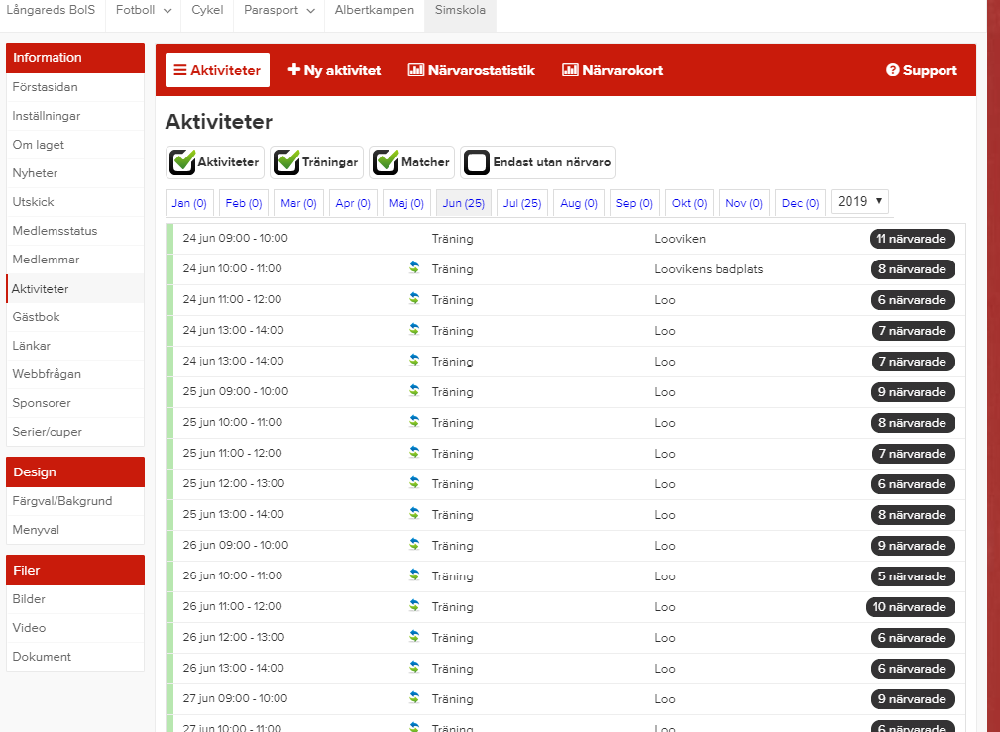 Långareds BoIS Fotboll Cykel Parasport Albertkampen Simskola
Information
Förstasidan
Inställningar
Om laget
Nyheter
Utskick
Medlemsstatus
Medlemmar
Aktiviteter
Gästbok
Länkar
Webbfrågan
Sponsorer
Serier/cuper
Design
Färgval/Bakgrund
Menyval
Filer
Bilder
Video
Dokument
Aktiviteter Ny aktivitet Närvarostatistik Närvarokort Support
Aktiviteter
Aktiviteter Träningar Matcher Endast utan närvaro
Jan (0) Feb (0) Mar (0) Apr (0) Maj (0) Jun (25) Jul (25) Aug (0) Sep (0) Okt (0) Nov (0) Dec (0) 2019
24 jun 09:00 - 10:00 Träning Looviken 11 närvarade
24 jun 10:00 - 11:00 Träning Loovikens badplats 8 närvarade
24 jun 11:00 - 12:00 Träning Loo 6 närvarade
24 jun 13:00 - 14:00 Träning Loo 7 närvarade
24 jun 13:00 - 14:00 Träning Loo 7 närvarade
25 jun 09:00 - 10:00 Träning Loo 9 närvarade
25 jun 10:00 - 11:00 Träning Loo 8 närvarade
25 jun 11:00 - 12:00 Träning Loo 7 närvarade
25 jun 12:00 - 13:00 Träning Loo 6 närvarade
25 jun 13:00 - 14:00 Träning Loo 8 närvarade
26 jun 09:00 - 10:00 Träning Loo 9 närvarade
26 jun 10:00 - 11:00 Träning Loo 5 närvarade
26 jun 11:00 - 12:00 Träning Loo 10 närvarade
26 jun 12:00 - 13:00 Träning Loo 6 närvarade
26 jun 13:00 - 14:00 Träning Loo 6 närvarade
27 jun 09:00 - 10:00 Träning Loo 9 närvarade
27 jun 10:00 - 11:00 Träning Loo 6 närvarade